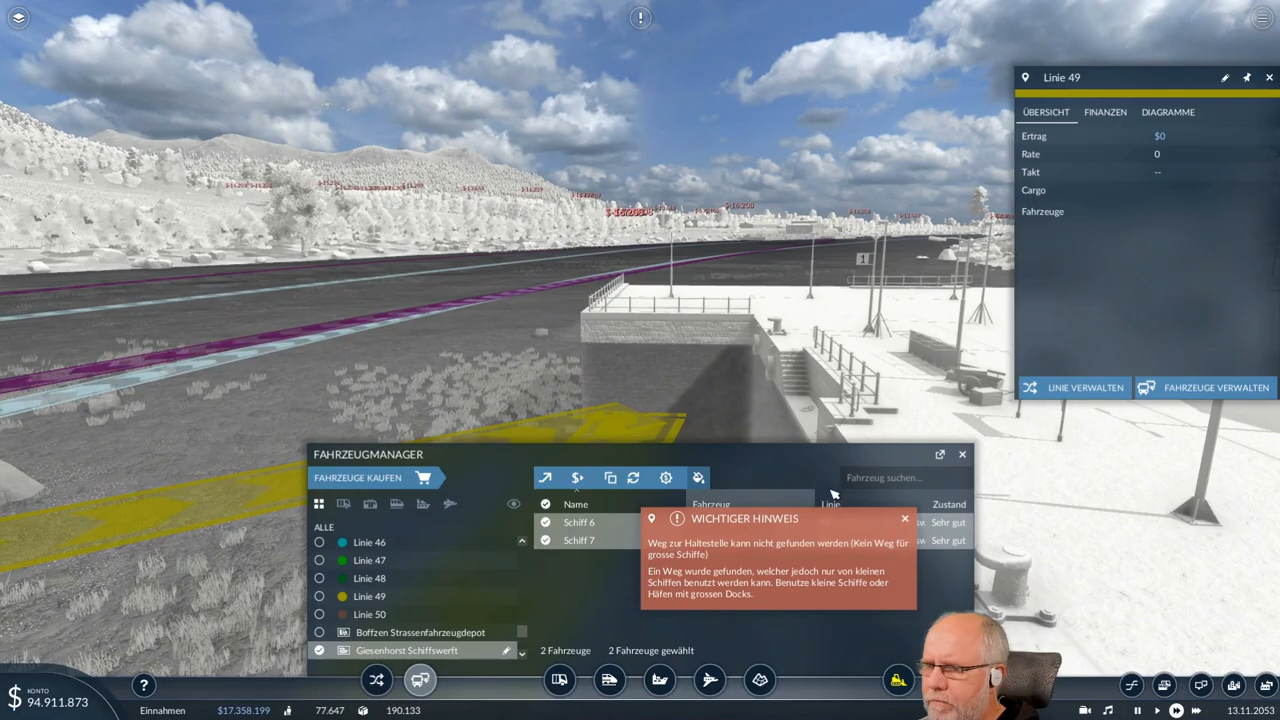 Linie 49
ÜBERSICHT FINANZEN DIAGRAMME
Ertrag $0
Rate 0
Takt --
Cargo
Fahrzeuge
LINIE VERWALTEN FAHRZEUGE VERWALTEN
1
FAHRZEUGMANAGER
FAHRZEUGE KAUFEN
Fahrzeug suchen...
Name Fahrzeug Linie Zustand
ALLE
Linie 46
Linie 47
Linie 48
Linie 49
Linie 50
Boffzen Strassenfahrzeugdepot
Giesenhorst Schiffswerft
Schiff 6 Sehr gut
Schiff 7 Sehr gut
WICHTIGER HINWEIS
Weg zur Haltestelle kann nicht gefunden werden (Kein Weg für
grosse Schiffe)
Ein Weg wurde gefunden, welcher jedoch nur von kleinen
Schiffen benutzt werden kann. Benutze kleine Schiffe oder
Häfen mit grossen Docks.
2 Fahrzeuge 2 Fahrzeuge gewählt
$ KONTO
94.911.873
?
Einnahmen $17.358.199 77.647 190.133
13.11.2053